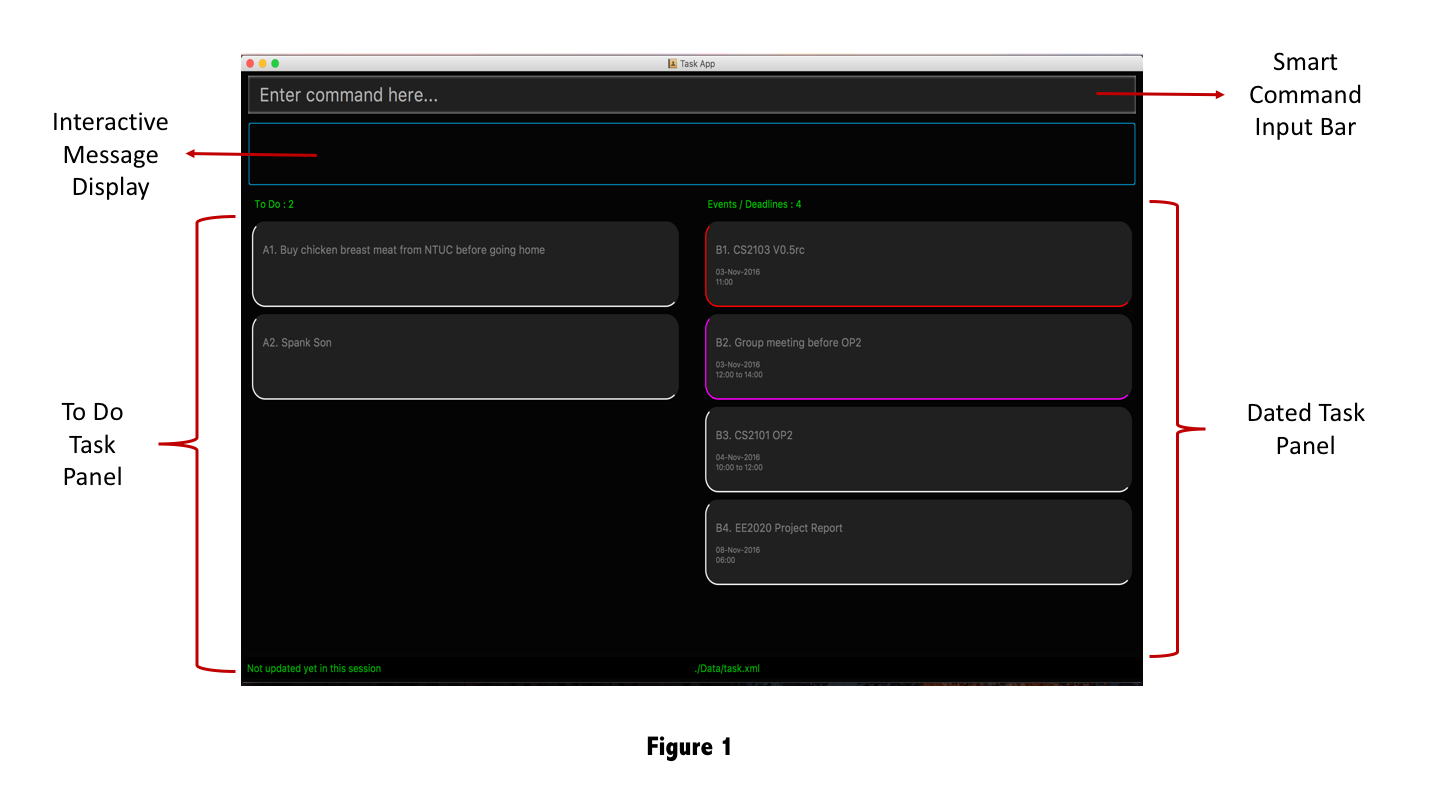 Task App
Smart
Command
Input Bar
Enter command here...
Interactive
Message
Display
To Do : 2
Events / Deadlines : 4
A1. Buy chicken breast meat from NTUC before going home
B1. CS2103 V0.5rc
03-Nov-2016
11:00
A2. Spank Son
B2. Group meeting before OP2
03-Nov-2016
12:00 to 14:00
To Do
Task
Panel
Dated Task
Panel
B3. CS2101 OP2
04-Nov-2016
10:00 to 12:00
B4. EE2020 Project Report
08-Nov-2016
06:00
Not updated yet in this session
./Data/task.xml
Figure 1